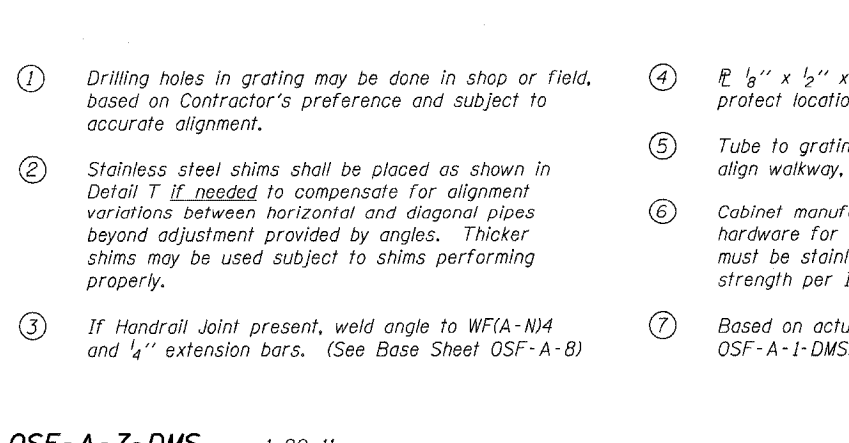 ① Drilling holes in grating may be done in shop or field,
based on Contractor's preference and subject to
accurate alignment.
② Stainless steel shims shall be placed as shown in
Detail T if needed to compensate for alignment
variations between horizontal and diagonal pipes
beyond adjustment provided by angles. Thicker
shims may be used subject to shims performing
properly.
③ If Handrail Joint present, weld angle to WF(A-N)4
and 1/4'' extension bars. (See Base Sheet OSF-A-8)
④ ℄ 1/8'' x 1/2'' x
protect locatio
⑤ Tube to gratin
align walkway,
⑥ Cabinet manuf
hardware for
must be stainl
strength per
⑦ Based on actu
OSF-A-1-DMS
OSF-A-7-DMS